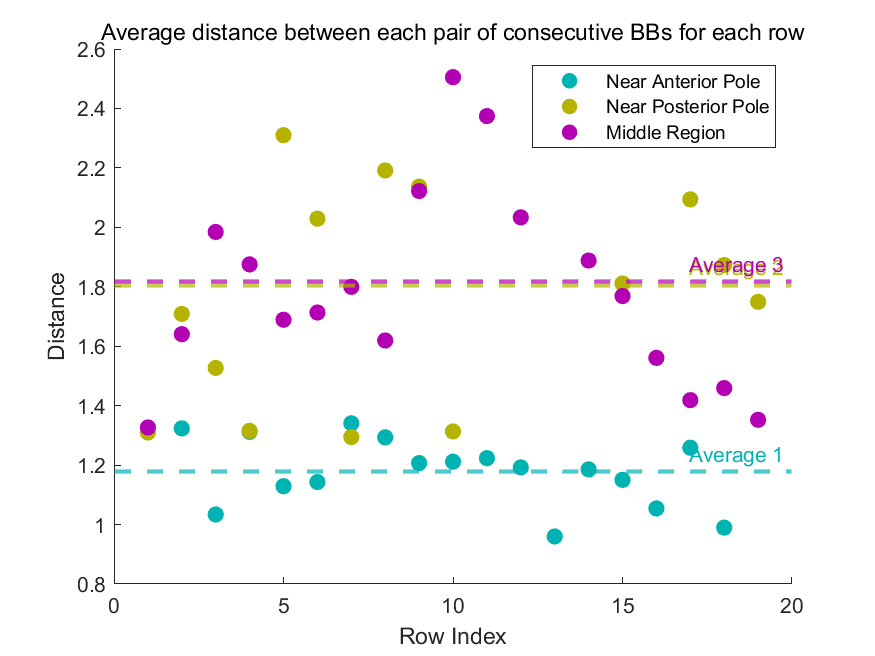 Average distance between each pair of consecutive BBs for each row
2.6
2.4
2.2
2
1.8
1.6
1.4
1.2
1
0.8
Distance
Near Anterior Pole
Near Posterior Pole
Middle Region
Average 3
Average 2
Average 1
0 5 10 15 20
Row Index